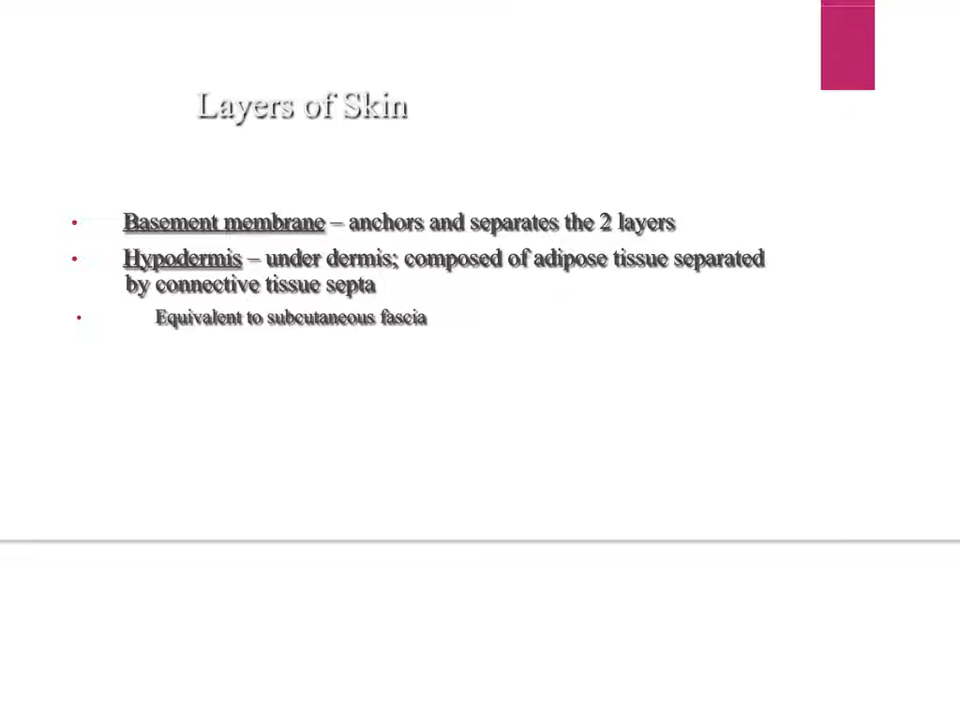 Layers of Skin
• Basement membrane – anchors and separates the 2 layers
• Hypodermis – under dermis; composed of adipose tissue separated
by connective tissue septa
• Equivalent to subcutaneous fascia